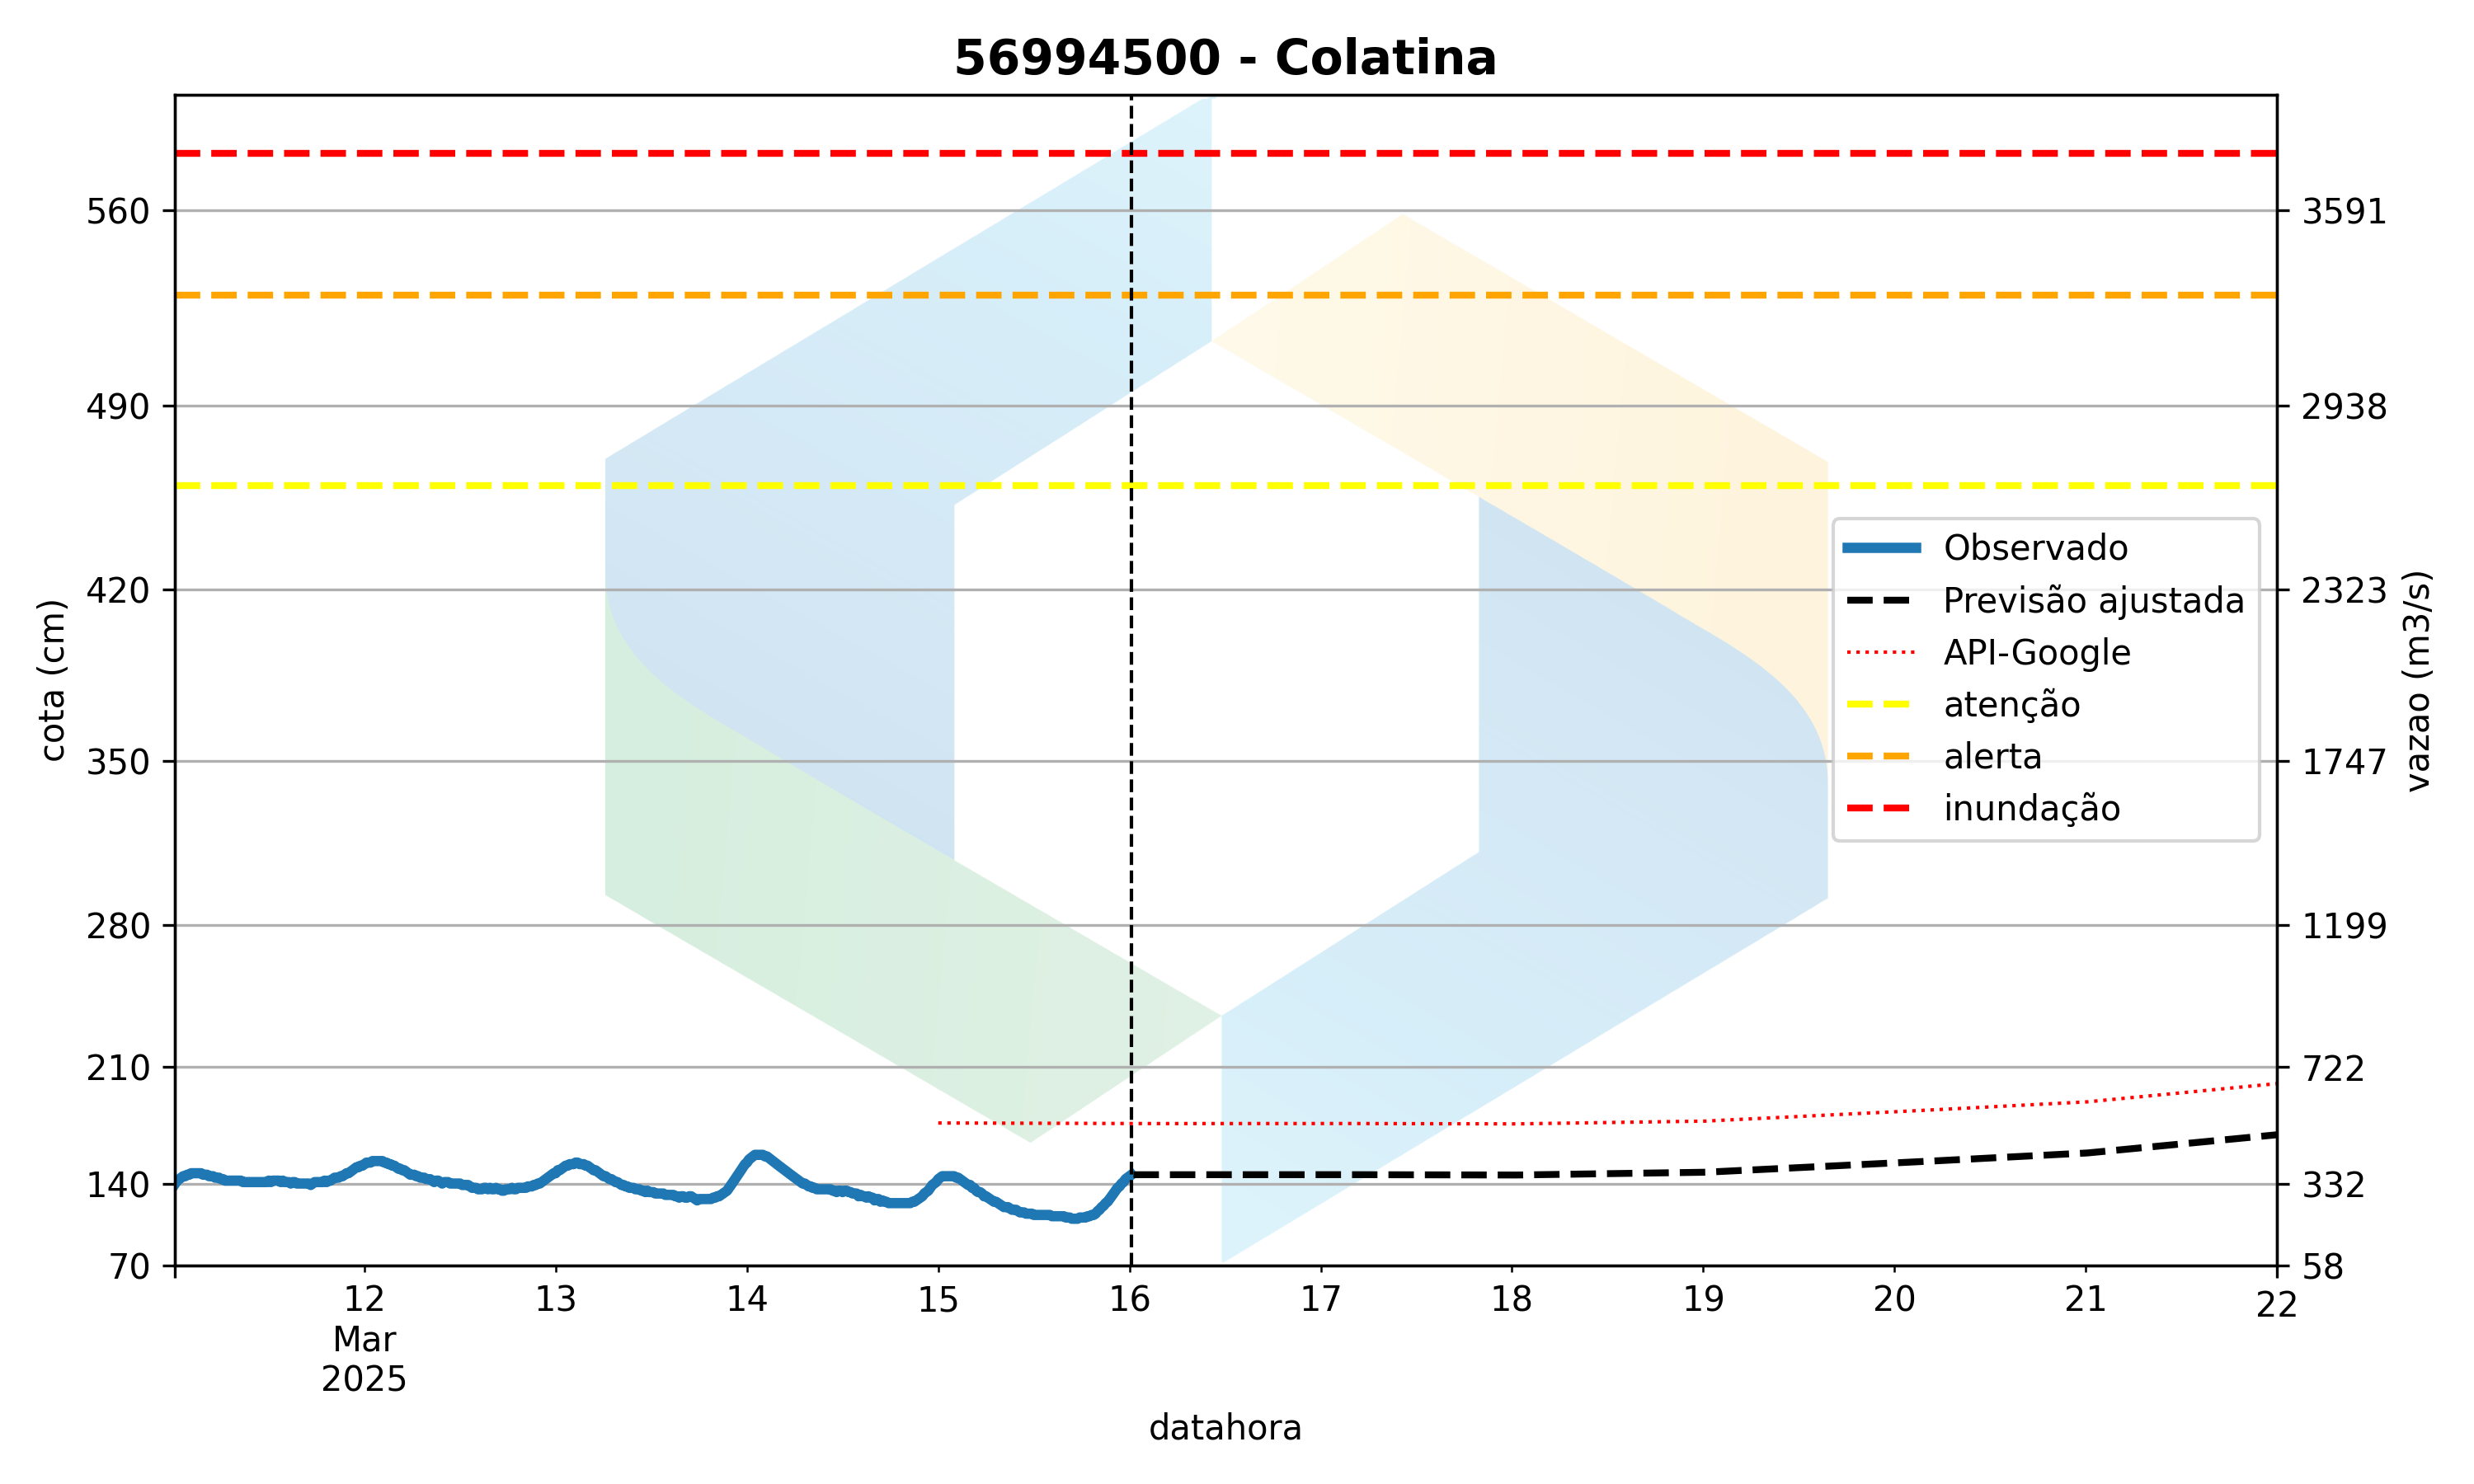 56994500 - Colatina
cota (cm)
560
490
420
350
280
210
140
70
3591
2938
2323
1747
1199
722
332
58
vazao (m3/s)
Observado
Previsão ajustada
API-Google
atenção
alerta
inundação
12 13 14 15 16 17 18 19 20 21 22
Mar
2025
datahora